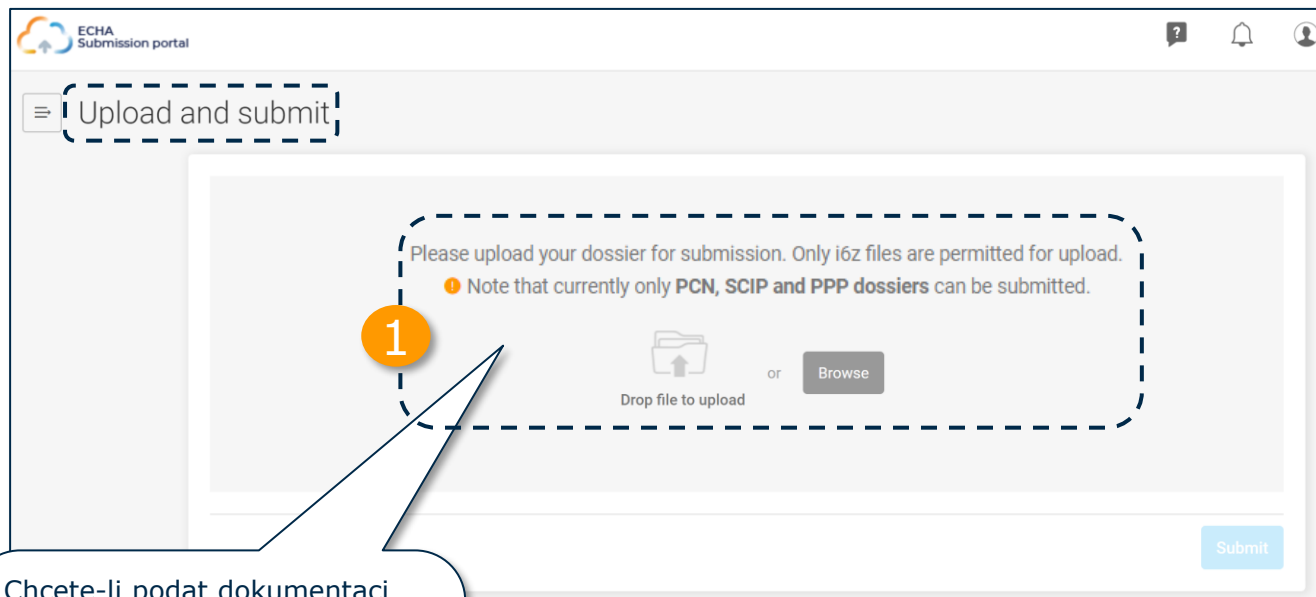 ECHA
Submission portal
?
Upload and submit
Please upload your dossier for submission. Only i6z files are permitted for upload.
Note that currently only PCN, SCIP and PPP dossiers can be submitted.
1
or
Browse
Drop file to upload
Submit
Chcete-li podat dokumentaci